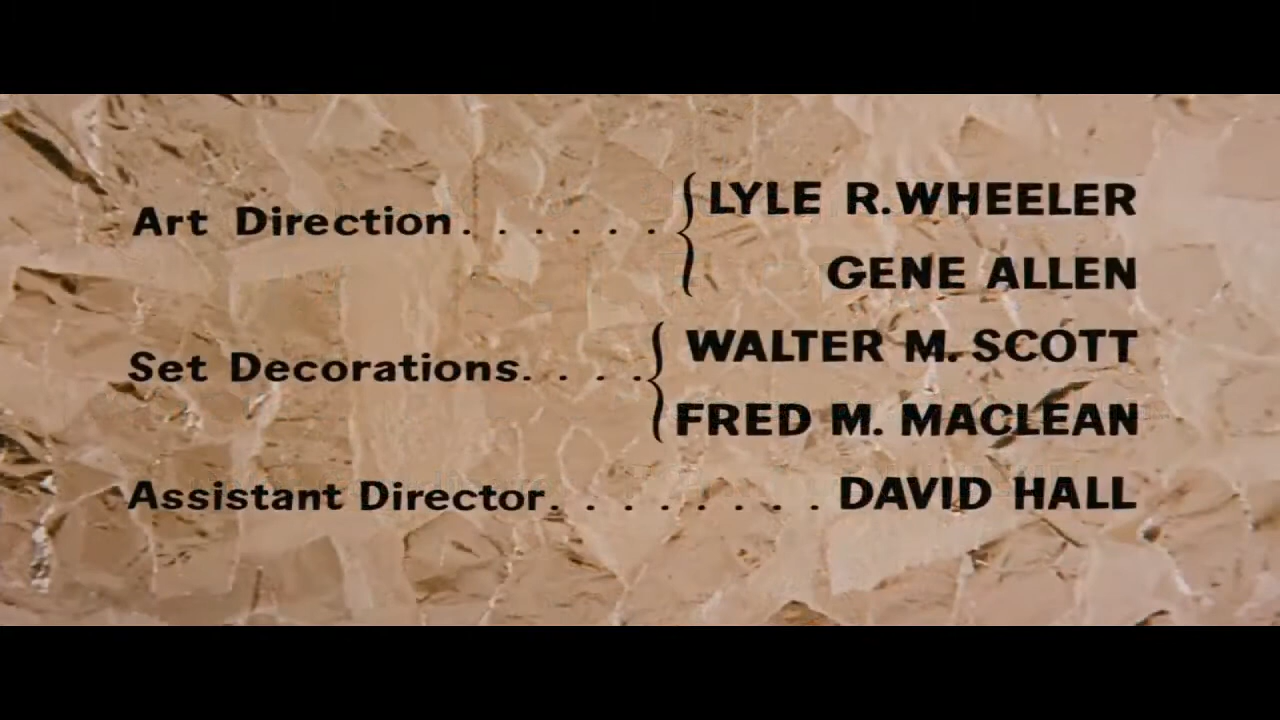 Art Direction. . . . . . { LYLE R. WHEELER
GENE ALLEN
Set Decorations. . . . { WALTER M. SCOTT
FRED M. MACLEAN
Assistant Director. . . . . . . . DAVID HALL